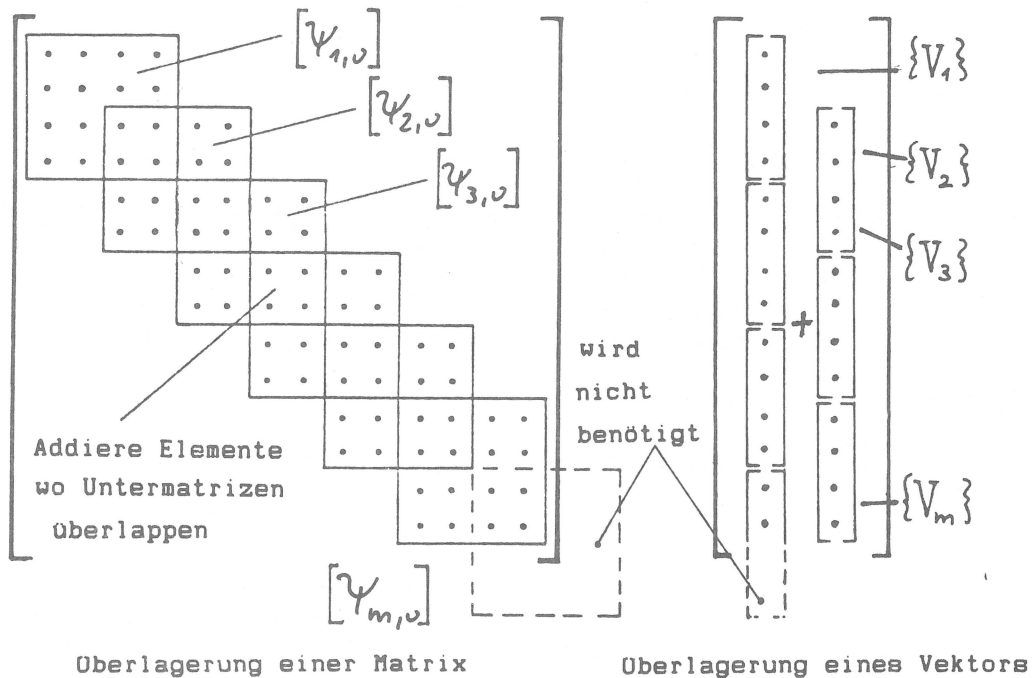 [Ψ₁,ᵤ]
[Ψ₂,ᵤ]
[Ψ₃,ᵤ]
{V₁}
{V₂}
{V₃}
+
wird
nicht
benötigt
Addiere Elemente
wo Untermatrizen
überlappen
{Vₘ}
[Ψₘ,ᵤ]
Überlagerung einer Matrix
Überlagerung eines Vektors